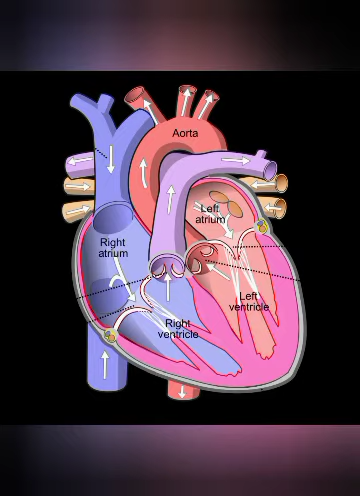 Aorta
Left
atrium
Right
atrium
Left
ventricle
Right
ventricle